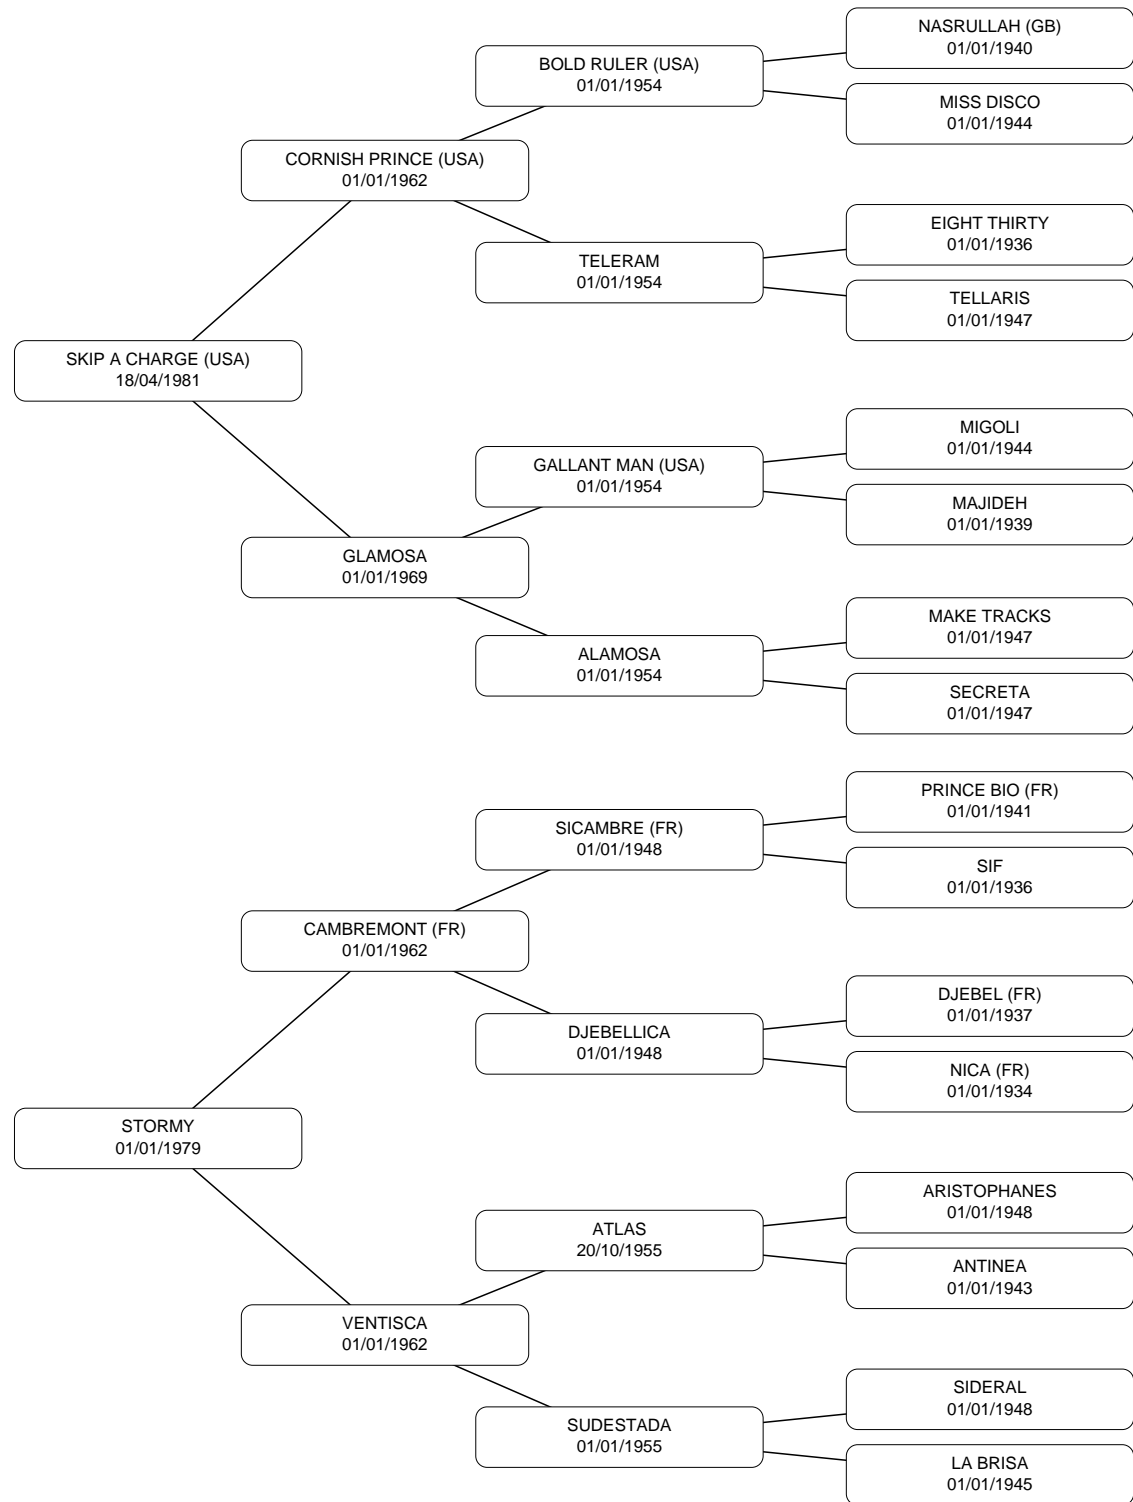 NASRULLAH (GB)
01/01/1940
BOLD RULER (USA)
01/01/1954
MISS DISCO
01/01/1944
CORNISH PRINCE (USA)
01/01/1962
EIGHT THIRTY
01/01/1936
TELERAM
01/01/1954
TELLARIS
01/01/1947
SKIP A CHARGE (USA)
18/04/1981
MIGOLI
01/01/1944
GALLANT MAN (USA)
01/01/1954
MAJIDEH
01/01/1939
GLAMOSA
01/01/1969
MAKE TRACKS
01/01/1947
ALAMOSA
01/01/1954
SECRETA
01/01/1947
PRINCE BIO (FR)
01/01/1941
SICAMBRE (FR)
01/01/1948
SIF
01/01/1936
CAMBREMONT (FR)
01/01/1962
DJEBEL (FR)
01/01/1937
DJEBELLICA
01/01/1948
NICA (FR)
01/01/1934
STORMY
01/01/1979
ARISTOPHANES
01/01/1948
ATLAS
20/10/1955
ANTINEA
01/01/1943
VENTISCA
01/01/1962
SIDERAL
01/01/1948
SUDESTADA
01/01/1955
LA BRISA
01/01/1945